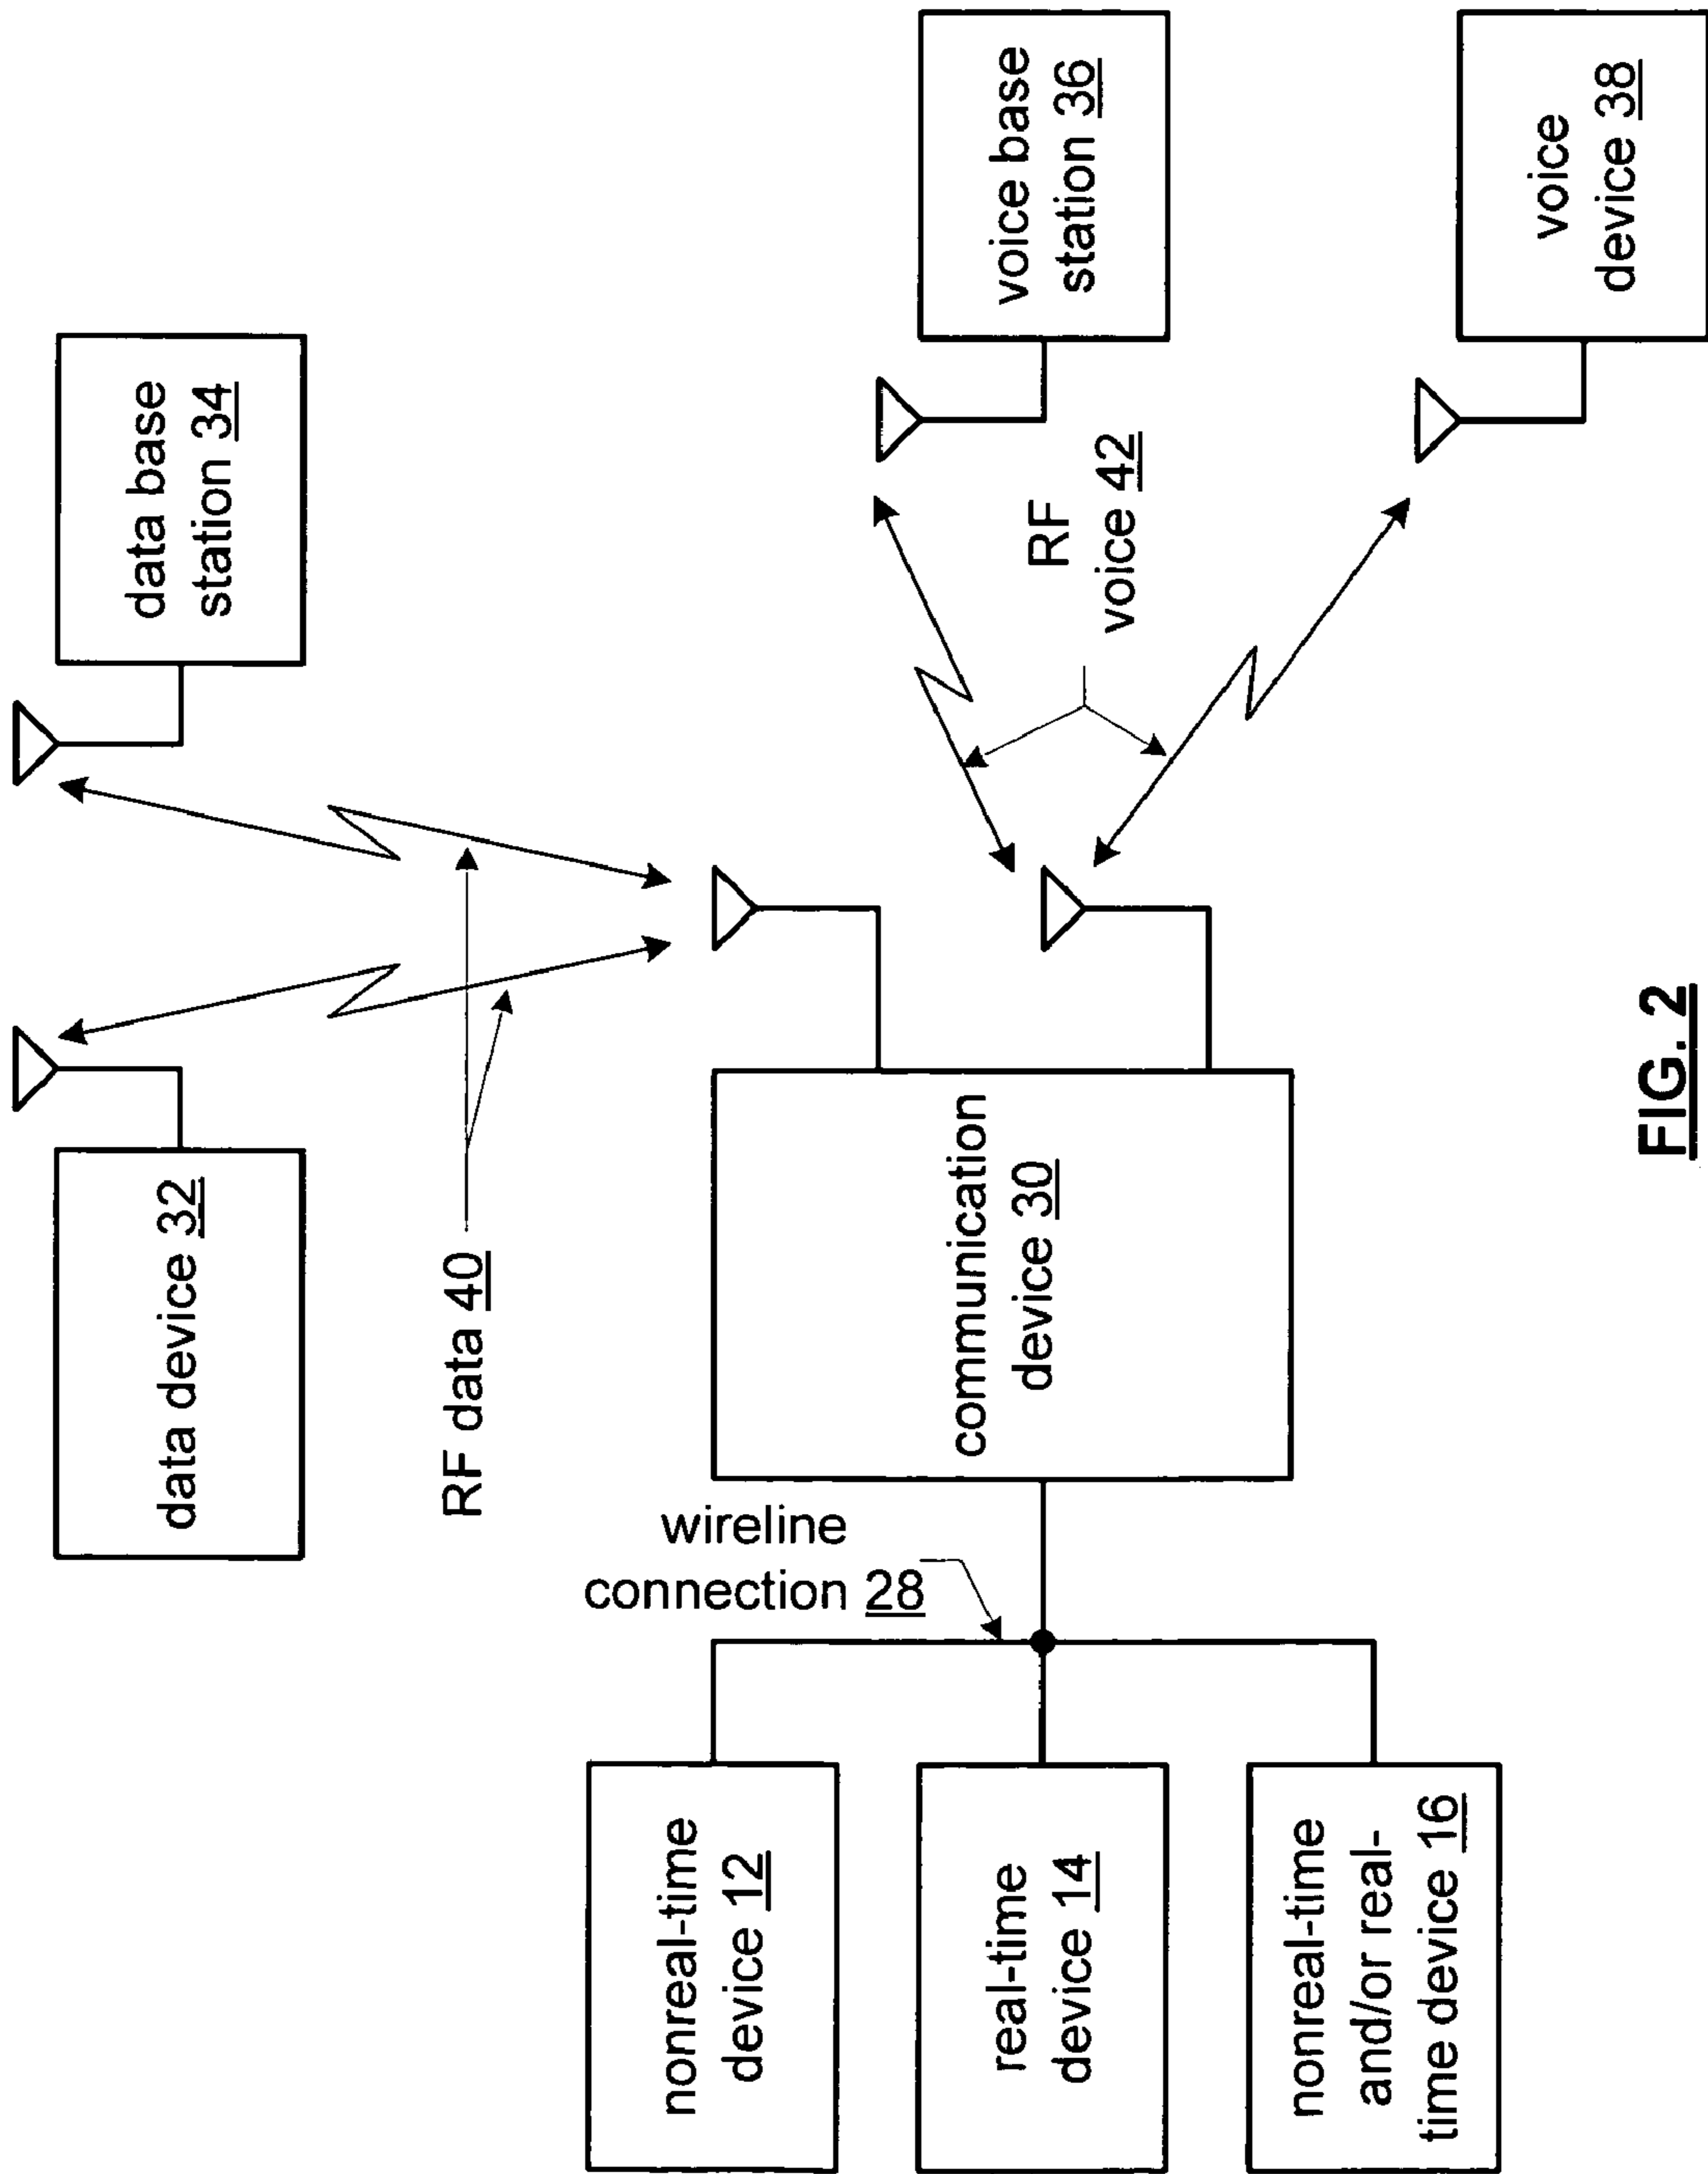 data device 32
data base
station 34
RF data 40
wireline
connection 28
nonreal-time
device 12
communication
device 30
voice base
station 36
RF
voice 42
real-time
device 14
nonreal-time
and/or real-
time device 16
voice
device 38
FIG. 2